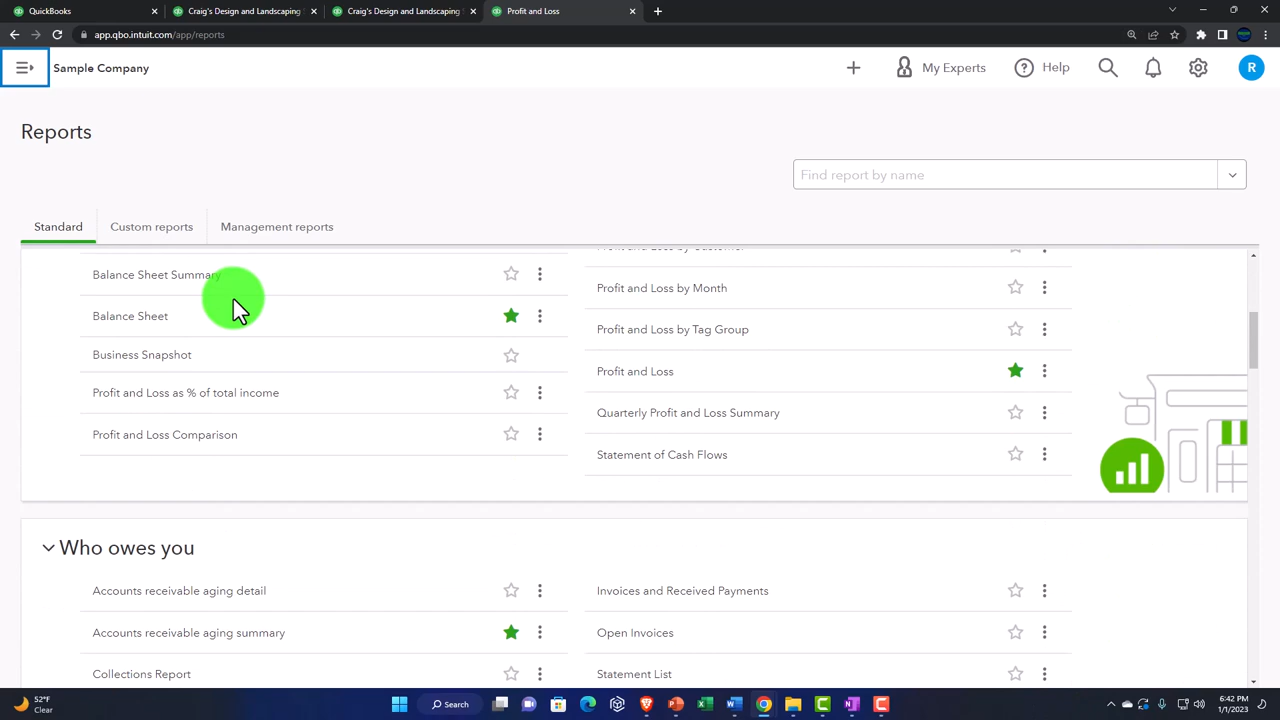 QuickBooks
Craig's Design and Landscaping
Craig's Design and Landscaping
Profit and Loss
app.qbo.intuit.com/app/reports
Sample Company
My Experts
Help
R
Reports
Find report by name
Standard
Custom reports
Management reports
Profit and Loss by Customer
Balance Sheet Summary
Profit and Loss by Month
Balance Sheet
Profit and Loss by Tag Group
Business Snapshot
Profit and Loss
Profit and Loss as % of total income
Quarterly Profit and Loss Summary
Profit and Loss Comparison
Statement of Cash Flows
Who owes you
Accounts receivable aging detail
Invoices and Received Payments
Accounts receivable aging summary
Open Invoices
Collections Report
Statement List
52°F
Clear
Search
6:42 PM
1/1/2023